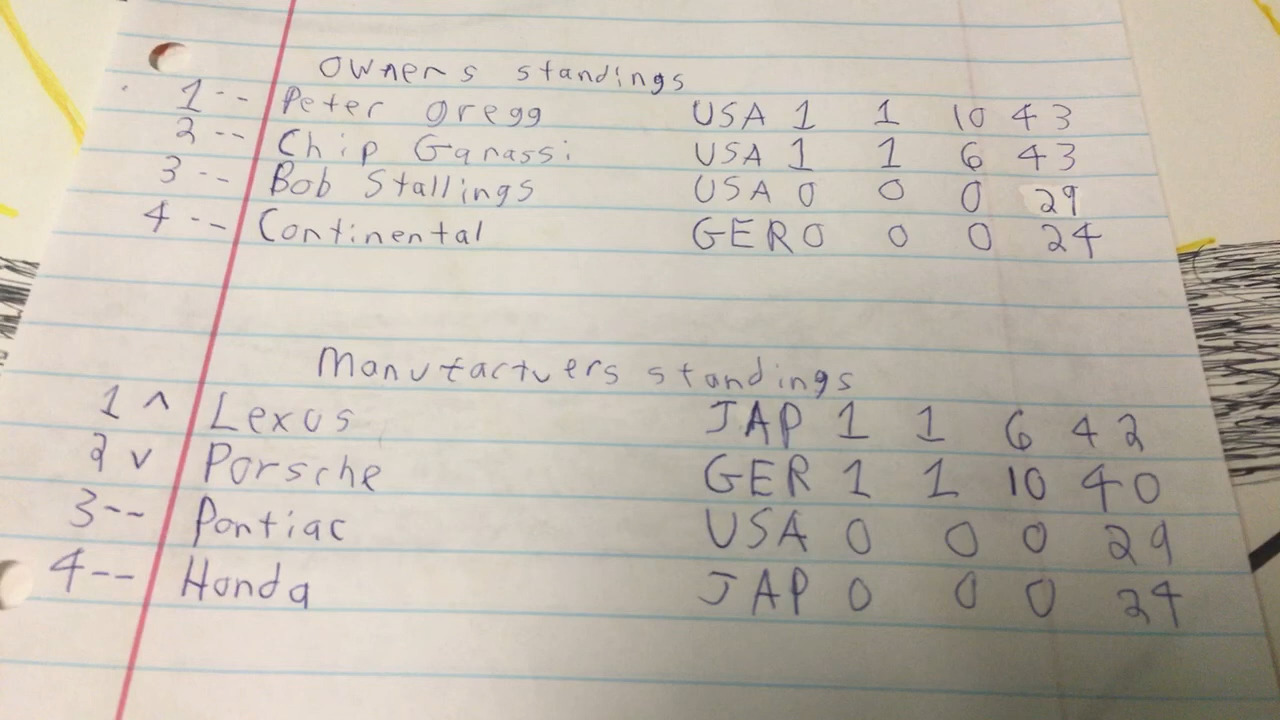 Owners standings
1 -- Peter Gregg USA 1 1 10 43
2 -- Chip Ganassi USA 1 1 6 43
3 -- Bob Stallings USA 0 0 0 29
4 -- Continental GER 0 0 0 24
Manufactuers standings
1 ^ Lexus JAP 1 1 6 42
2 v Porsche GER 1 1 10 40
3 -- Pontiac USA 0 0 0 29
4 -- Honda JAP 0 0 0 24